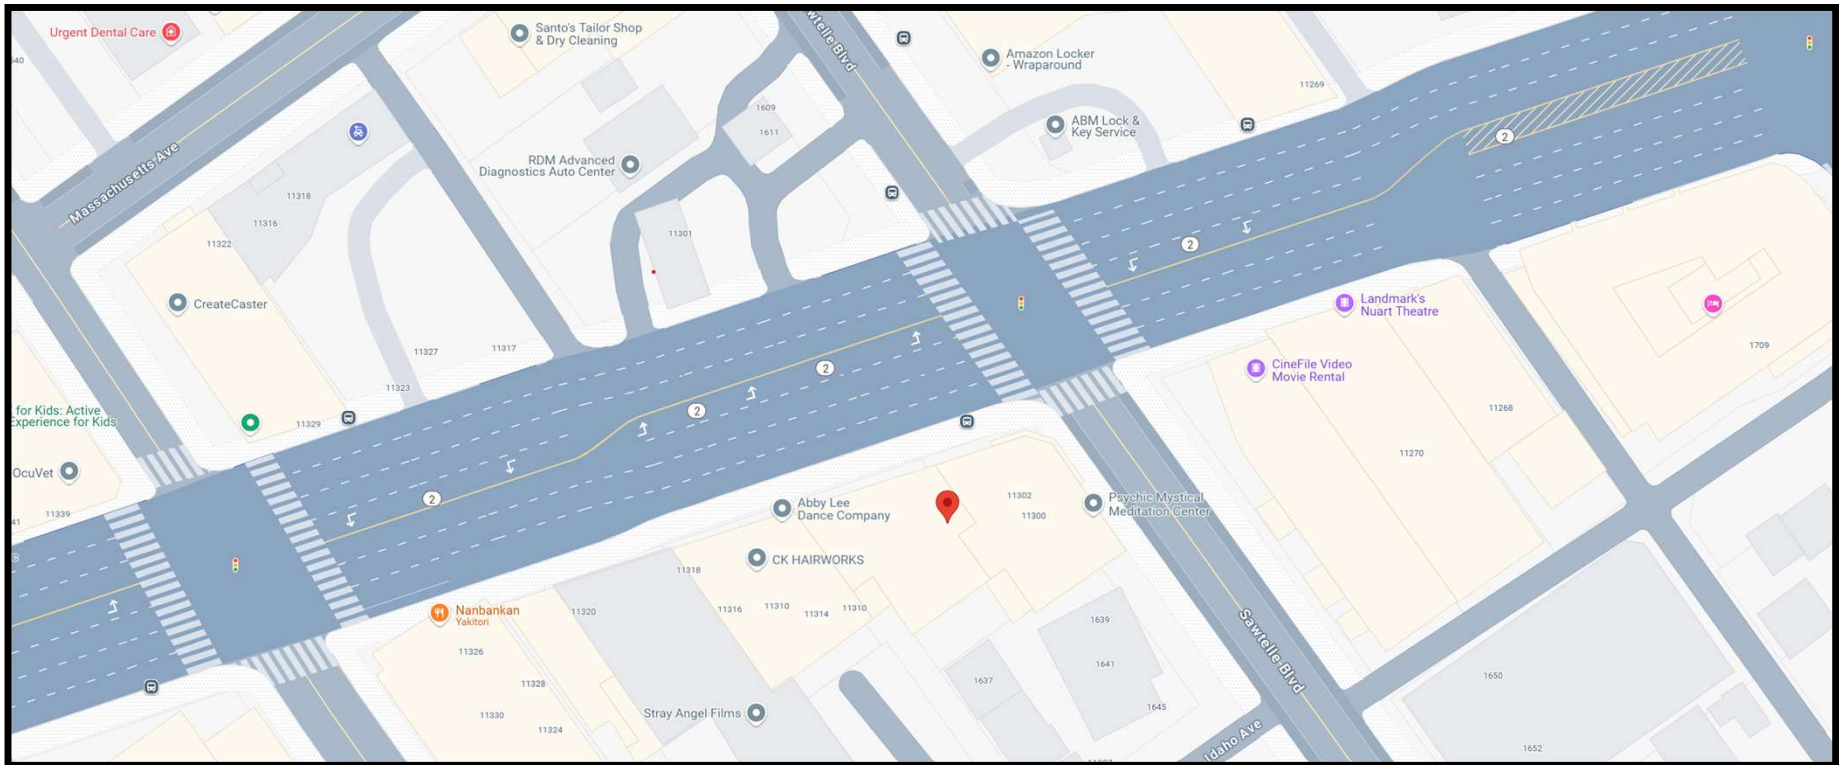 Urgent Dental Care
Santo's Tailor Shop
& Dry Cleaning
wtelle Blvd
Amazon Locker
- Wraparound
40
11269
1609
1611
ABM Lock &
Key Service
2
RDM Advanced
Diagnostics Auto Center
Massachusetts Ave
11318
11316
11322
11301
2
CreateCaster
Landmark's
Nuart Theatre
1709
11327
11317
2
CineFile Video
Movie Rental
11323
for Kids: Active
Experience for Kids
11329
2
11268
11270
OcuVet
2
11339
41
Abby Lee
Dance Company
11302
11300
Psychic Mystical
Meditation Center
CK HAIRWORKS
11318
Nanbankan
Yakitori
11320
11316
11310
11314
11310
1639
Sawtelle Blvd
11326
1641
1637
1650
11328
Stray Angel Films
11330
11324
1645
Idaho Ave
1652